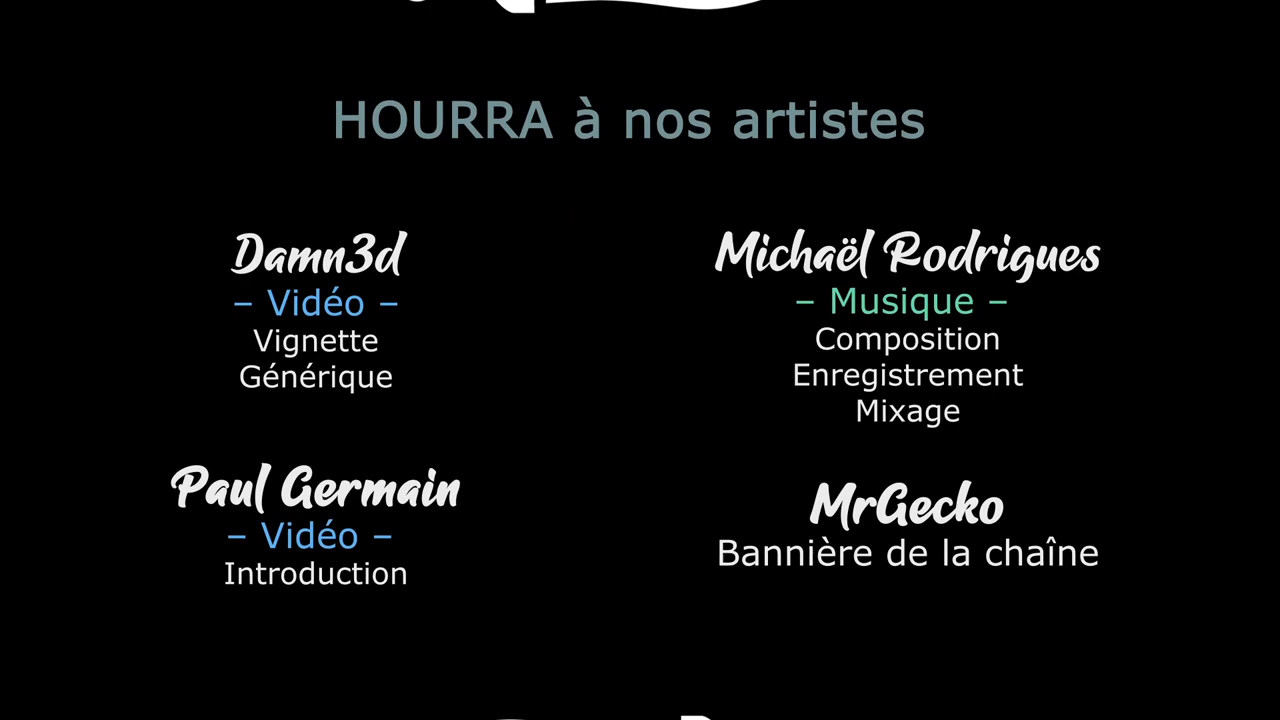 HOURRA à nos artistes
Damn3d
– Vidéo –
Vignette
Générique
Michaël Rodrigues
– Musique –
Composition
Enregistrement
Mixage
Paul Germain
– Vidéo –
Introduction
MrGecko
Bannière de la chaîne